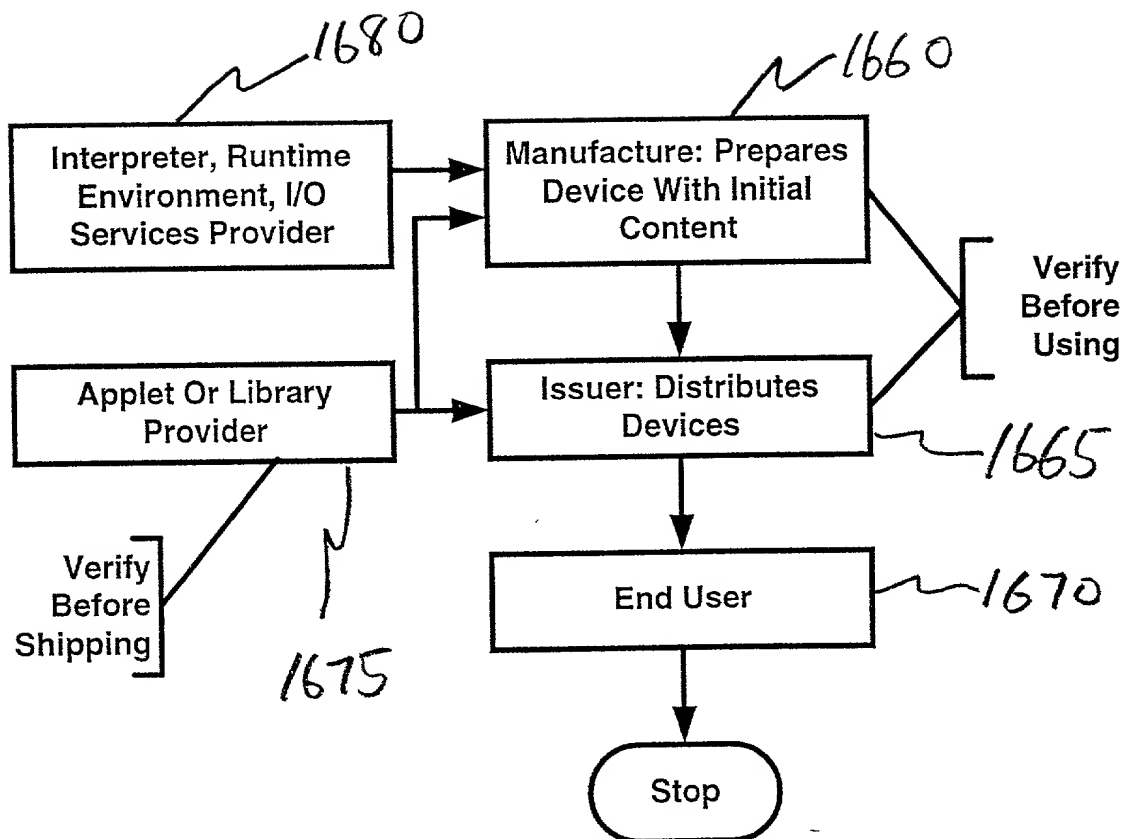 1680
1660
Interpreter, Runtime
Environment, I/O
Services Provider
Manufacture: Prepares
Device With Initial
Content
Verify
Before
Using
Applet Or Library
Provider
Issuer: Distributes
Devices
1665
Verify
Before
Shipping
1675
End User
1670
Stop